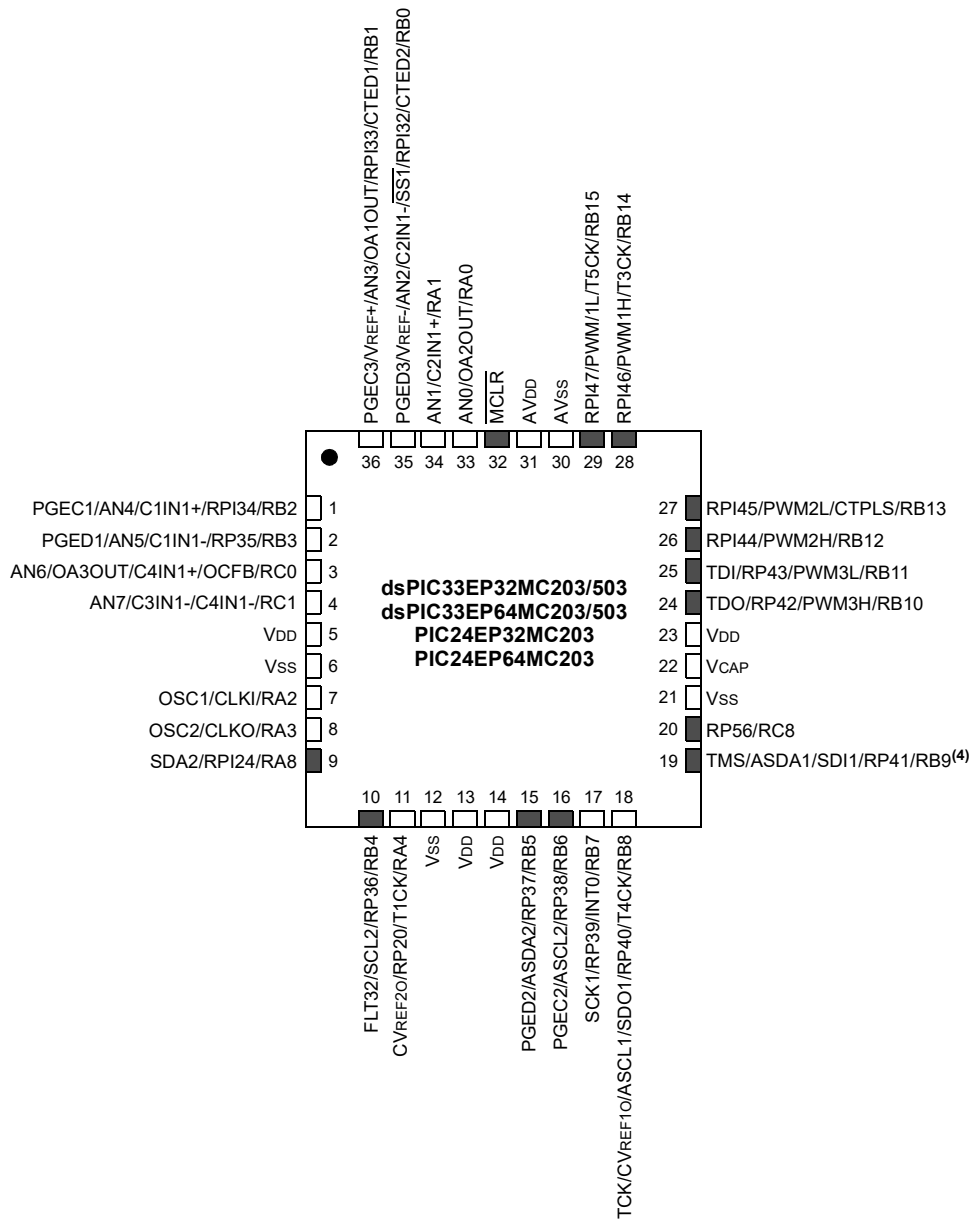 PGEC3/VREF+/AN3/OA1OUT/RPI33/CTED1/RB1
PGED3/VREF-/AN2/C2IN1-/SS1/RPI32/CTED2/RB0
AN1/C2IN1+/RA1
AN0/OA2OUT/RA0
MCLR
AVDD
AVSS
RPI47/PWM/1L/T5CK/RB15
RPI46/PWM1H/T3CK/RB14
36 35 34 33 32 31 30 29 28
PGEC1/AN4/C1IN1+/RPI34/RB2 1
PGED1/AN5/C1IN1-/RP35/RB3 2
AN6/OA3OUT/C4IN1+/OCFB/RC0 3
AN7/C3IN1-/C4IN1-/RC1 4
VDD 5
VSS 6
OSC1/CLKI/RA2 7
OSC2/CLKO/RA3 8
SDA2/RPI24/RA8 9
dsPIC33EP32MC203/503
dsPIC33EP64MC203/503
PIC24EP32MC203
PIC24EP64MC203
27 RPI45/PWM2L/CTPLS/RB13
26 RPI44/PWM2H/RB12
25 TDI/RP43/PWM3L/RB11
24 TDO/RP42/PWM3H/RB10
23 VDD
22 VCAP
21 VSS
20 RP56/RC8
19 TMS/ASDA1/SDI1/RP41/RB9(4)
10 11 12 13 14 15 16 17 18
FLT32/SCL2/RP36/RB4
CVREF2O/RP20/T1CK/RA4
VSS
VDD
VDD
PGED2/ASDA2/RP37/RB5
PGEC2/ASCL2/RP38/RB6
SCK1/RP39/INT0/RB7
TCK/CVREF1O/ASCL1/SDO1/RP40/T4CK/RB8